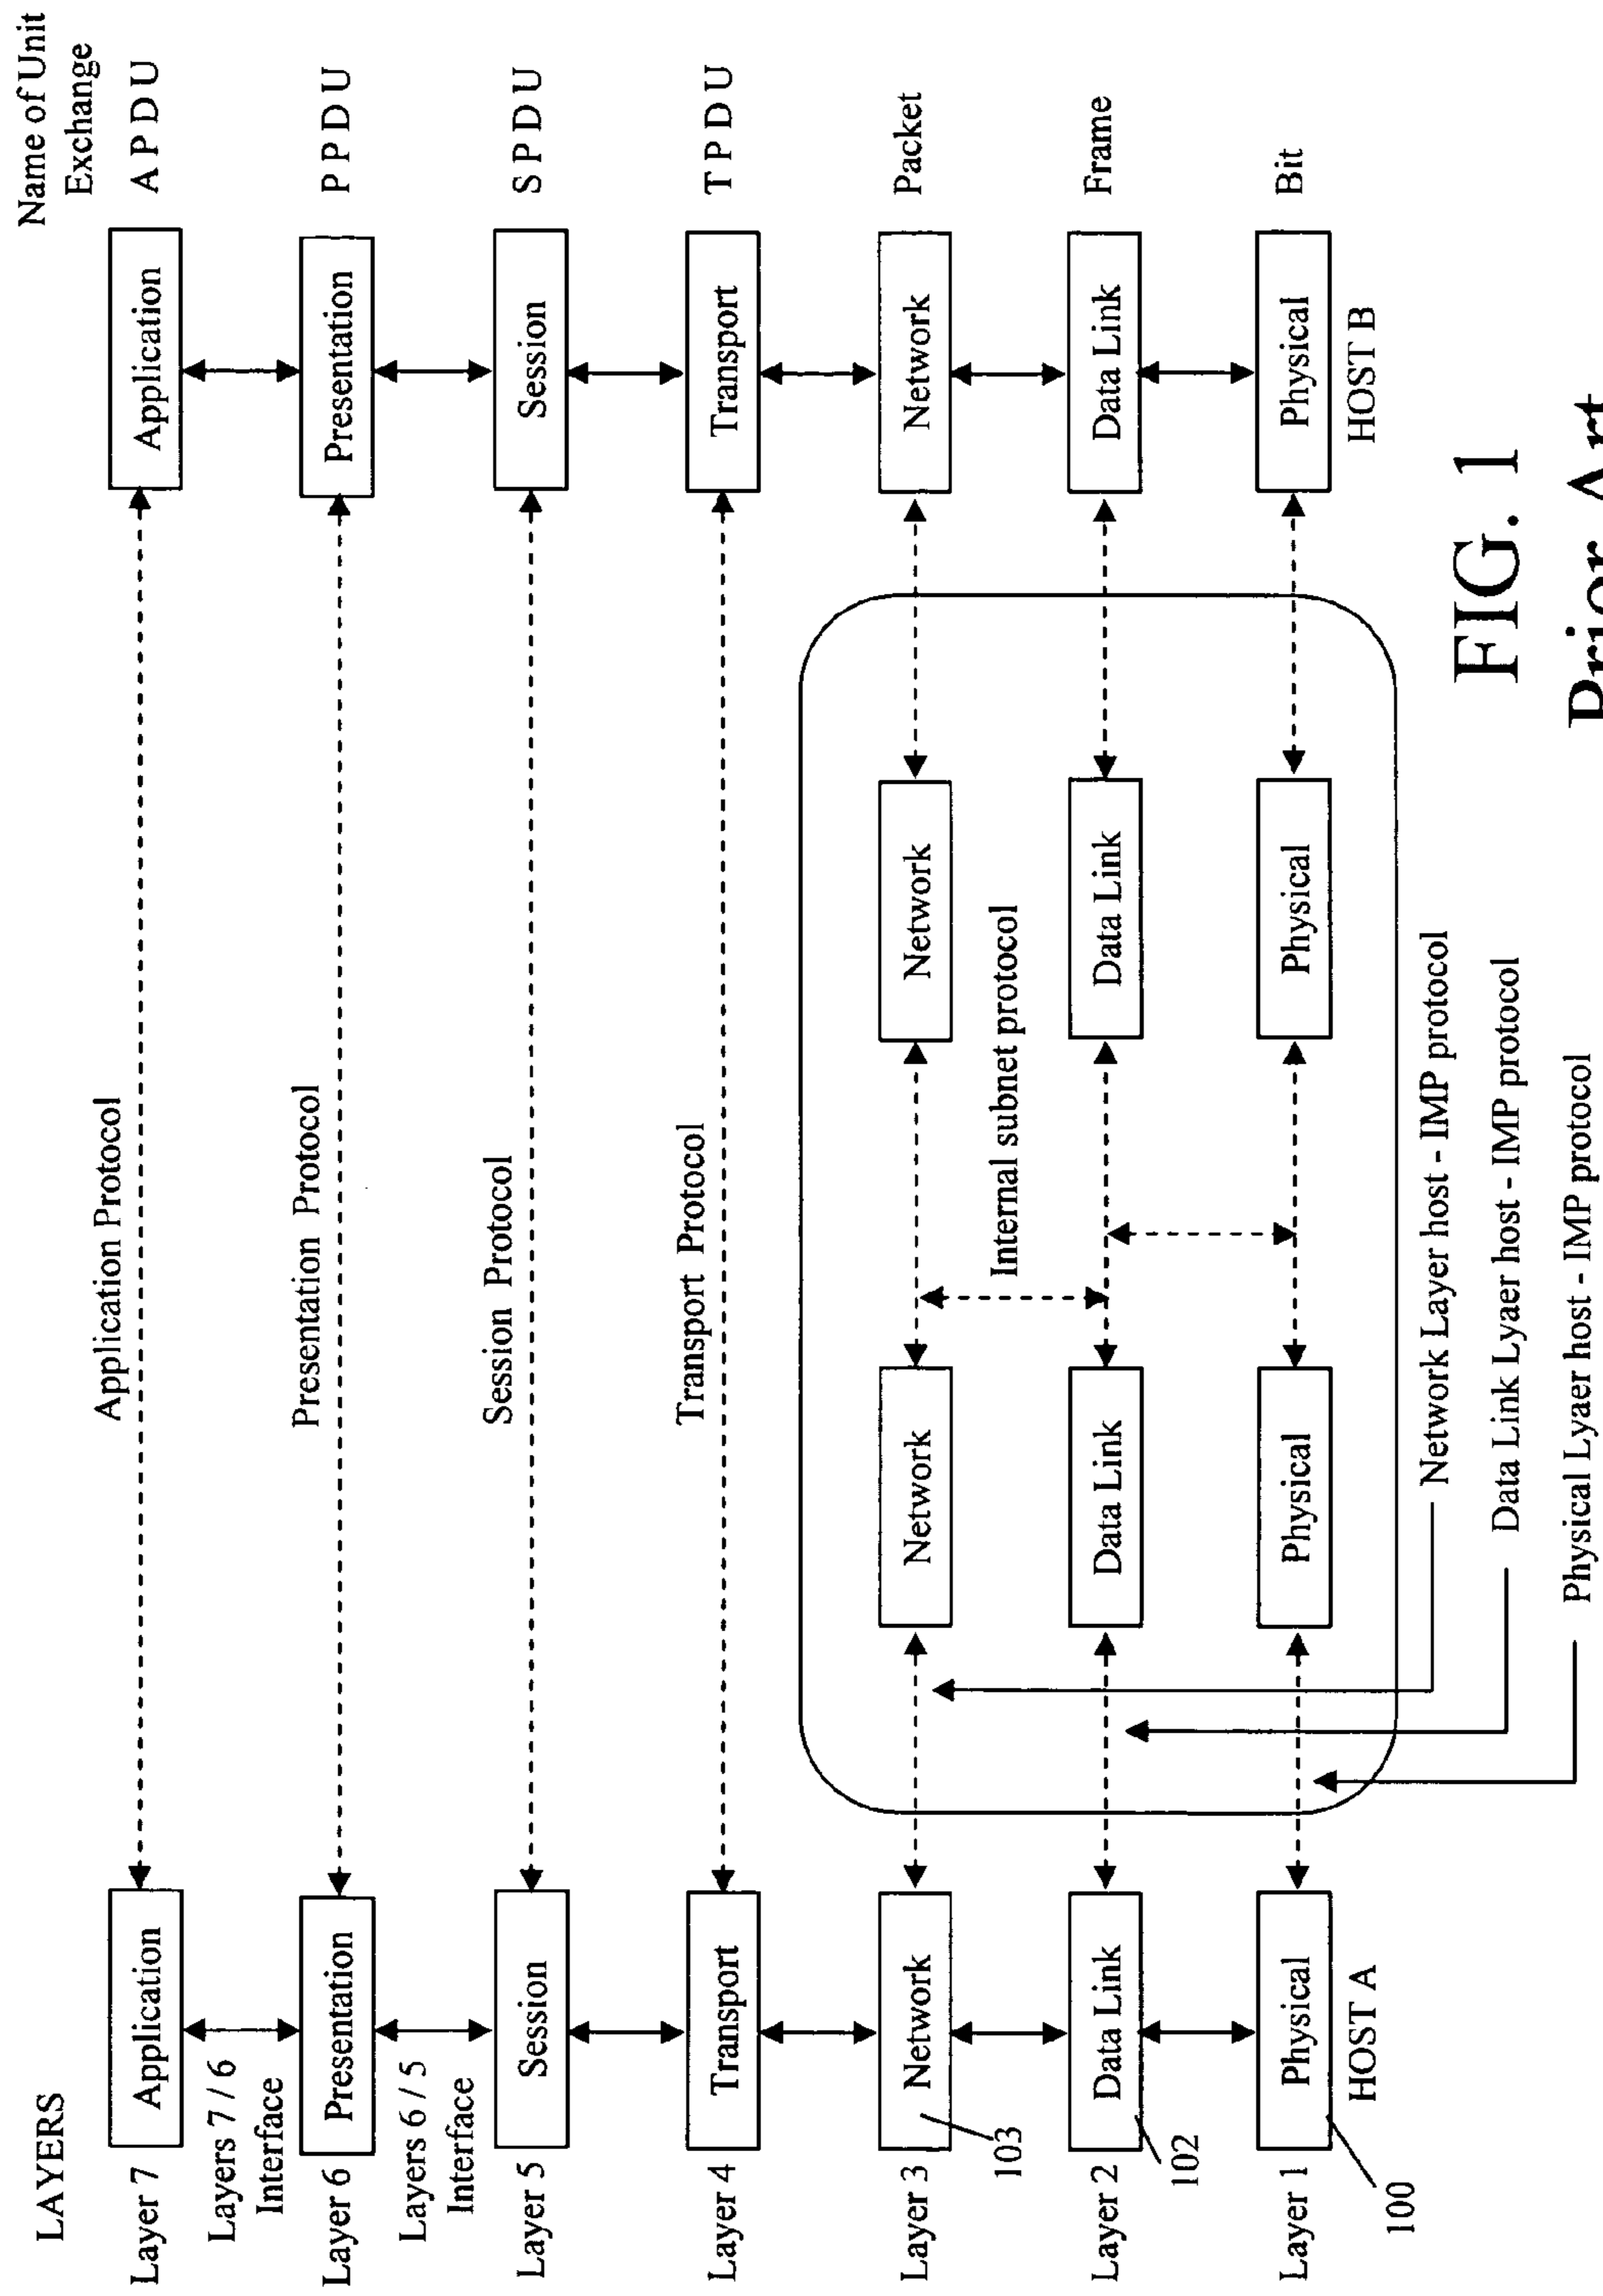 LAYERS
Name of Unit
Exchange
Layer 7
Application
Application Protocol
Application
A P D U
Layers 7 / 6
Interface
Layer 6
Presentation
Presentation Protocol
Presentation
P P D U
Layers 6 / 5
Interface
Layer 5
Session
Session Protocol
Session
S P D U
Layer 4
Transport
Transport Protocol
Transport
T P D U
Layer 3
Network
Network
Network
Network
Packet
103
Internal subnet protocol
Layer 2
Data Link
Data Link
Data Link
Data Link
Frame
102
Layer 1
Physical
Physical
Physical
Physical
Bit
100
HOST A
HOST B
Network Layer host - IMP protocol
Data Link Lyaer host - IMP protocol
Physical Lyaer host - IMP protocol
FIG. 1
Prior Art